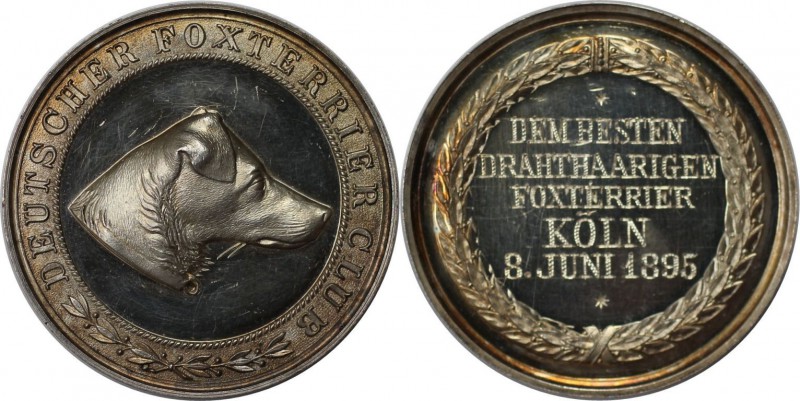 DEUTSCHER FOXTERRIER CLUB
DEM BESTEN
DRAHTHAARIGEN
FOXTERRIER
KÖLN
8. JUNI 1895